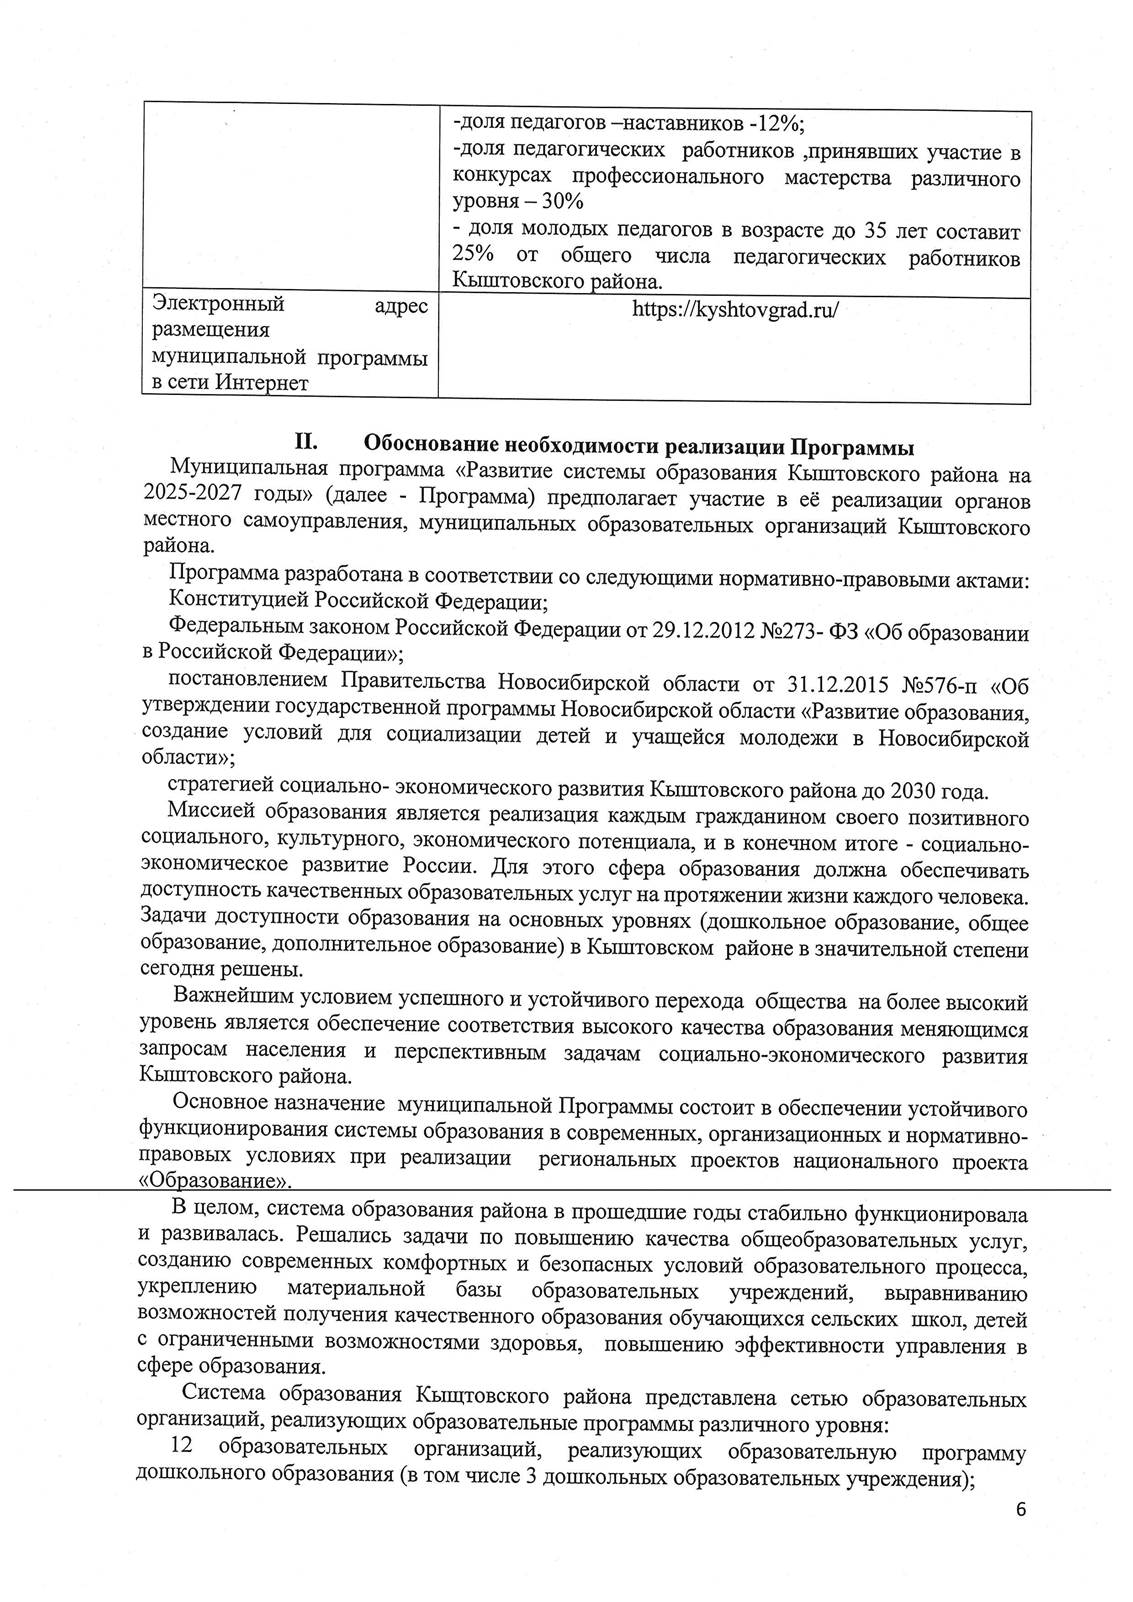 -доля педагогов –наставников -12%;
-доля педагогических работников ,принявших участие в
конкурсах профессионального мастерства различного
уровня – 30%
- доля молодых педагогов в возрасте до 35 лет составит
25% от общего числа педагогических работников
Кыштовского района.
Электронный адрес
размещения
муниципальной программы
в сети Интернет
https://kyshtovgrad.ru/
II. Обоснование необходимости реализации Программы
Муниципальная программа «Развитие системы образования Кыштовского района на
2025-2027 годы» (далее - Программа) предполагает участие в её реализации органов
местного самоуправления, муниципальных образовательных организаций Кыштовского
района.
Программа разработана в соответствии со следующими нормативно-правовыми актами:
Конституцией Российской Федерации;
Федеральным законом Российской Федерации от 29.12.2012 №273- ФЗ «Об образовании
в Российской Федерации»;
постановлением Правительства Новосибирской области от 31.12.2015 №576-п «Об
утверждении государственной программы Новосибирской области «Развитие образования,
создание условий для социализации детей и учащейся молодежи в Новосибирской
области»;
стратегией социально- экономического развития Кыштовского района до 2030 года.
Миссией образования является реализация каждым гражданином своего позитивного
социального, культурного, экономического потенциала, и в конечном итоге - социально-
экономическое развитие России. Для этого сфера образования должна обеспечивать
доступность качественных образовательных услуг на протяжении жизни каждого человека.
Задачи доступности образования на основных уровнях (дошкольное образование, общее
образование, дополнительное образование) в Кыштовском районе в значительной степени
сегодня решены.
Важнейшим условием успешного и устойчивого перехода общества на более высокий
уровень является обеспечение соответствия высокого качества образования меняющимся
запросам населения и перспективным задачам социально-экономического развития
Кыштовского района.
Основное назначение муниципальной Программы состоит в обеспечении устойчивого
функционирования системы образования в современных, организационных и нормативно-
правовых условиях при реализации региональных проектов национального проекта
«Образование».
В целом, система образования района в прошедшие годы стабильно функционировала
и развивалась. Решались задачи по повышению качества общеобразовательных услуг,
созданию современных комфортных и безопасных условий образовательного процесса,
укреплению материальной базы образовательных учреждений, выравниванию
возможностей получения качественного образования обучающихся сельских школ, детей
с ограниченными возможностями здоровья, повышению эффективности управления в
сфере образования.
Система образования Кыщтовского района представлена сетью образовательных
организаций, реализующих образовательные программы различного уровня:
12 образовательных организаций, реализующих образовательную программу
дошкольного образования (в том числе 3 дошкольных образовательных учреждения);
6